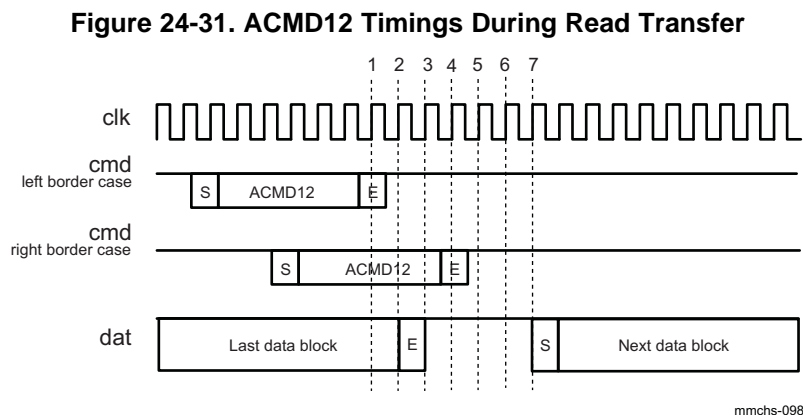 Figure 24-31. ACMD12 Timings During Read Transfer
1 2 3 4 5 6 7
clk
cmd
left border case
S ACMD12 E
cmd
right border case
S ACMD12 E
dat
Last data block E S Next data block
mmchs-098